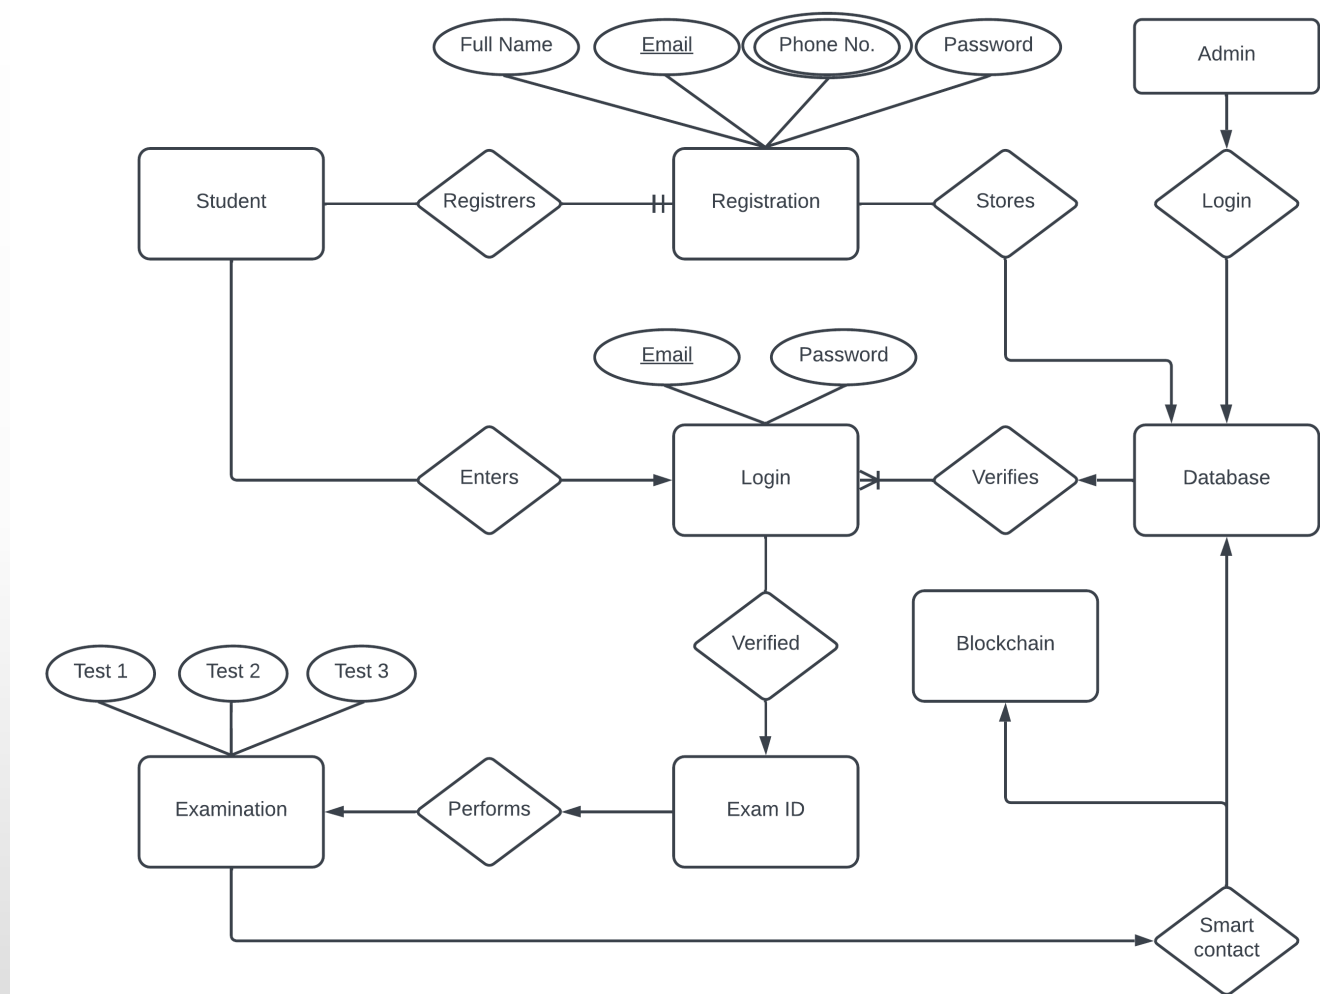 Full Name
Email
Phone No.
Password
Admin
Student
Registrers
Registration
Stores
Login
Email
Password
Enters
Login
Verifies
Database
Verified
Blockchain
Test 1
Test 2
Test 3
Examination
Performs
Exam ID
Smart
contact